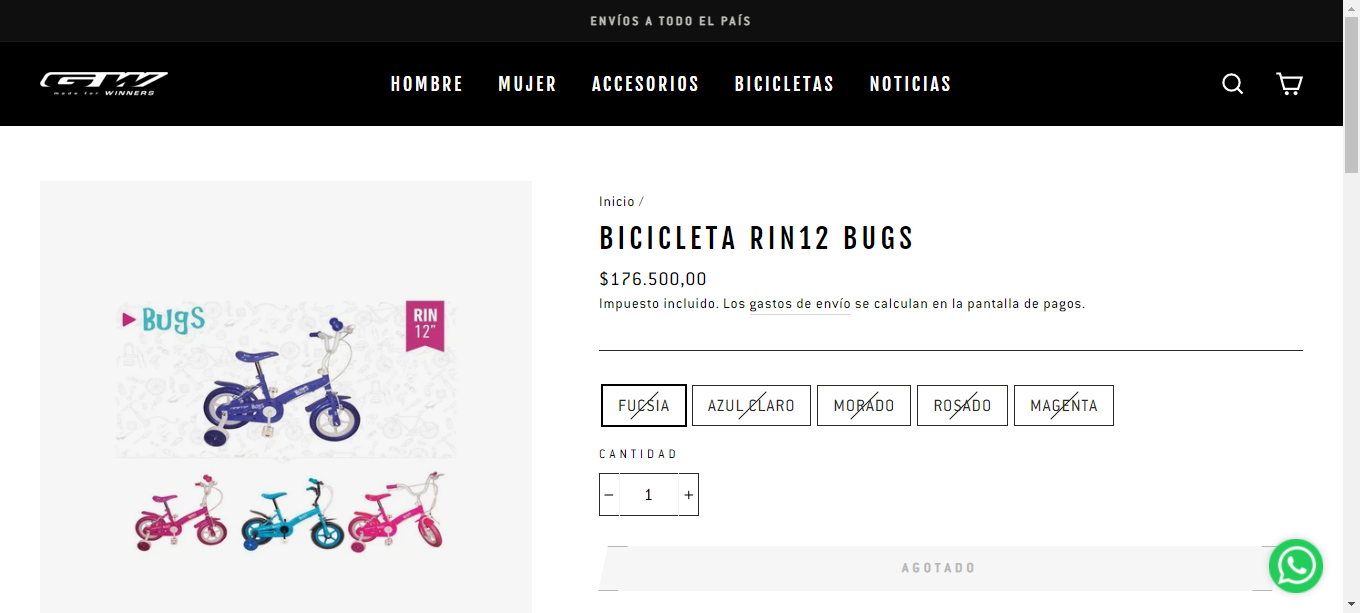 ENVÍOS A TODO EL PAÍS
GW
made for WINNERS
HOMBRE MUJER ACCESORIOS BICICLETAS NOTICIAS
Inicio /
BICICLETA RIN12 BUGS
$176.500,00
Impuesto incluido. Los gastos de envío se calculan en la pantalla de pagos.
BUGS
RIN
12"
FUCSIA AZUL CLARO MORADO ROSADO MAGENTA
CANTIDAD
− 1 +
AGOTADO